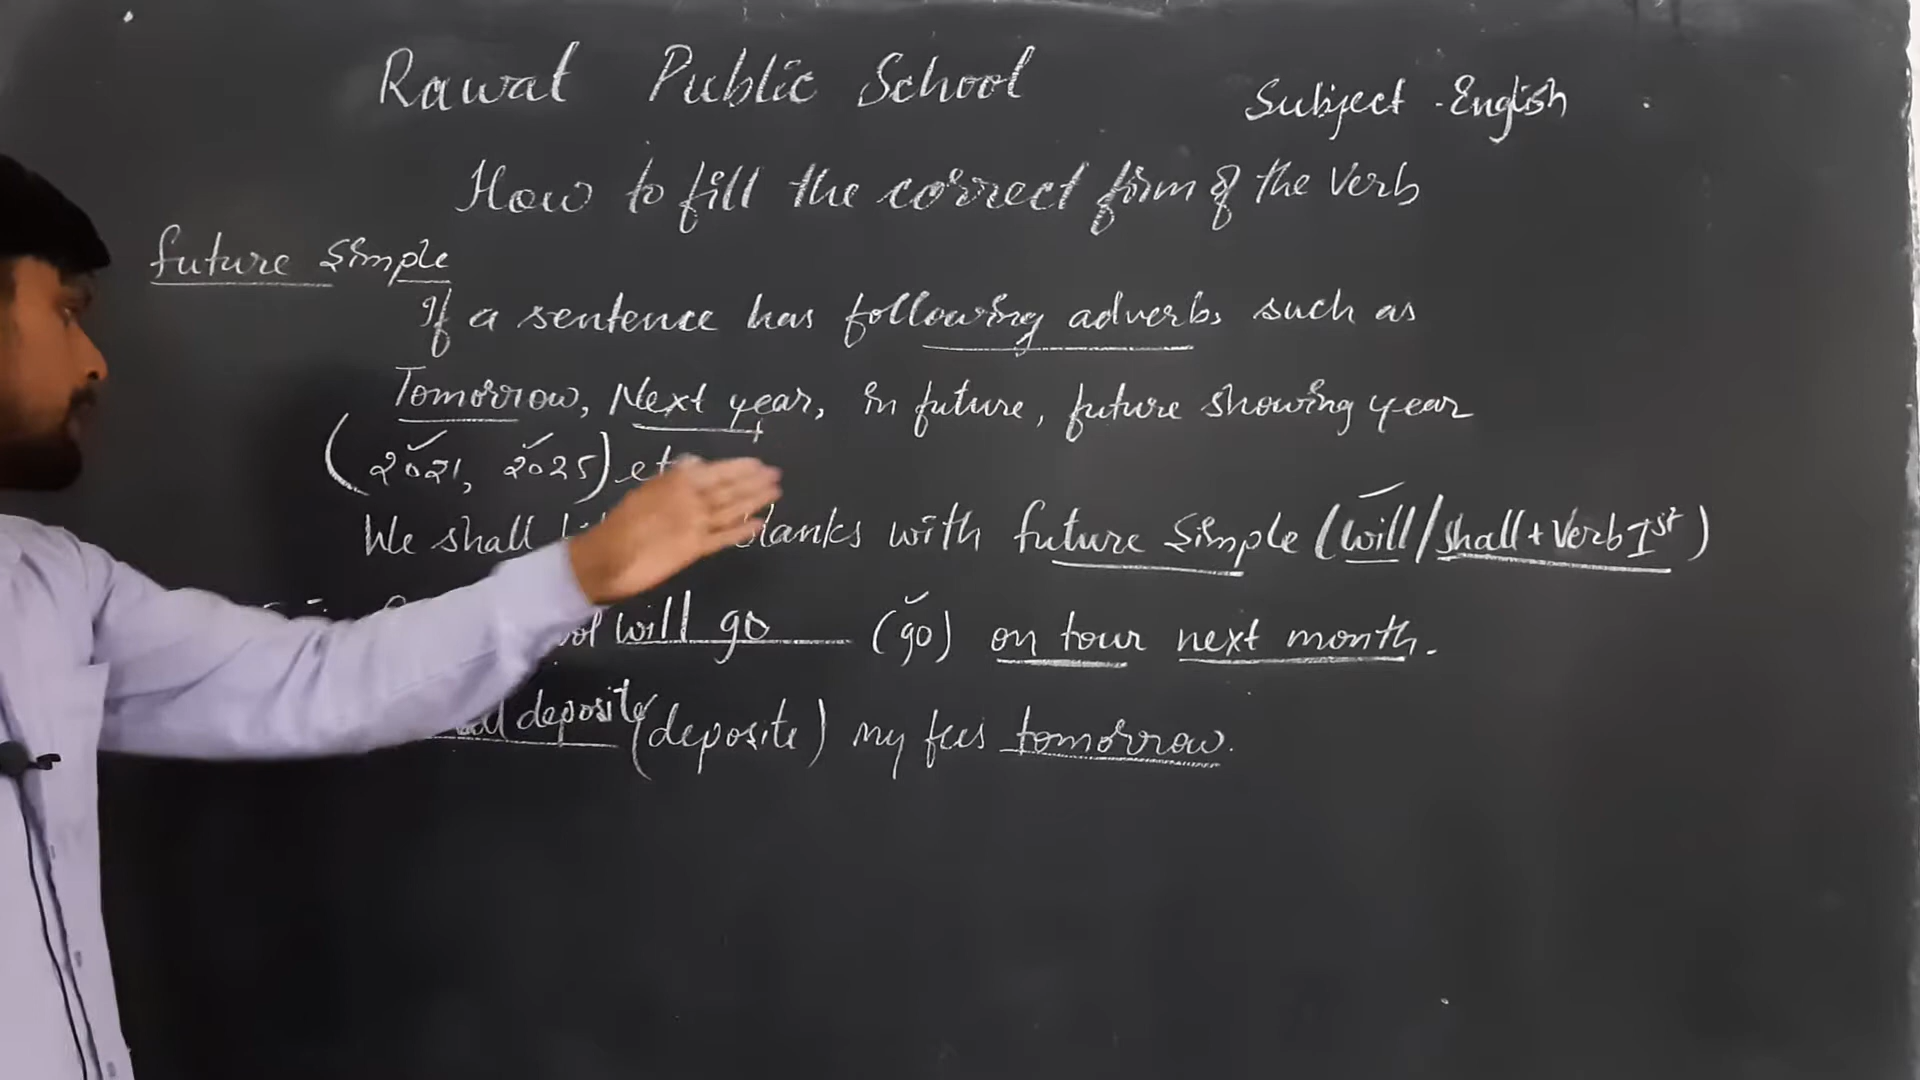 Rawat Public School
Subject - English
How to fill the correct form of the verb
future simple
If a sentence has following adverbs such as
Tomorrow, Next year, in future, future showing year
(2021, 2025) etc
We shall blanks with future simple (will/shall + verb Ist)
will go (go) on tour next month.
deposite (deposite) my fees tomorrow.